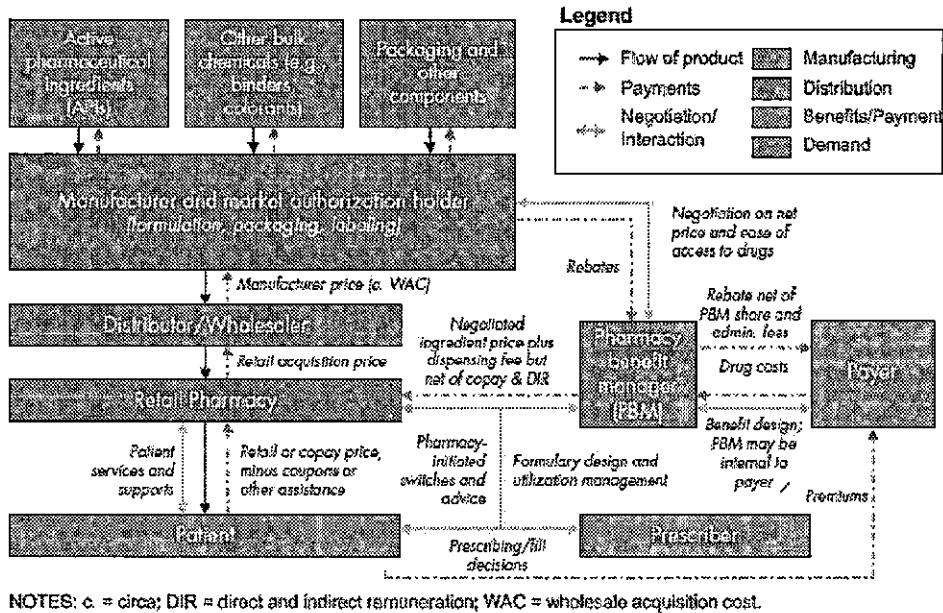 Active
pharmaceutical
ingredients
(APIs)
Other bulk
chemicals (e.g.,
binders,
colorants)
Packaging and
other
components
Legend
Flow of product
Payments
Negotiation/
Interaction
Manufacturing
Distribution
Benefits/Payment
Demand
Manufacturer and market authorization holder
(formulation, packaging, labeling)
Negotiation on net
price and ease of
access to drugs
Rebates
Manufacturer price (c. WAC)
Rebate net of
PBM share and
admin. fees
Distributor/Wholesaler
Negotiated
ingredient price plus
dispensing fee but
net of copay & DIR
Pharmacy
benefit
manager
(PBM)
Payer
Retail acquisition price
Drug costs
Retail Pharmacy
Patient
services and
supports
Retail or copay price,
minus coupons or
other assistance
Pharmacy-
initiated
switches and
advice
Formulary design and
utilization management
Benefit design;
PBM may be
internal to
payer
Premiums
Patient
Prescriber
Prescribing/fill
decisions
NOTES: c. = circa; DIR = direct and indirect remuneration; WAC = wholesale acquisition cost.